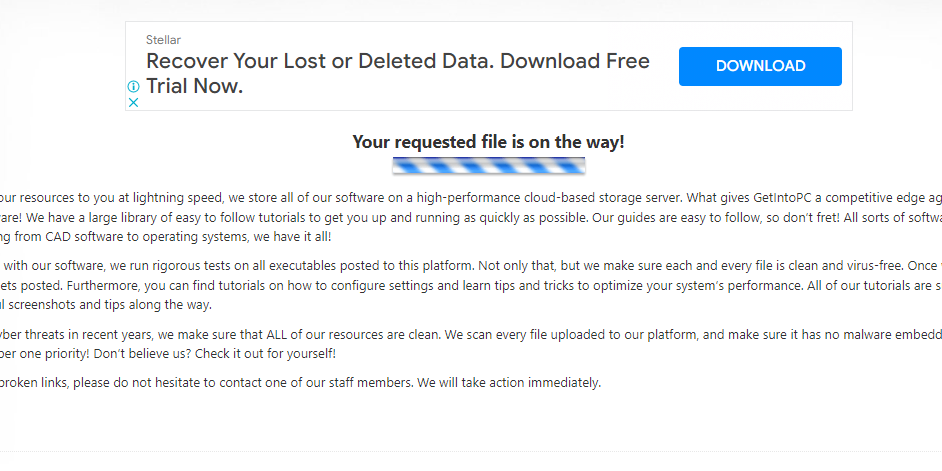 Stellar
Recover Your Lost or Deleted Data. Download Free
Trial Now.
DOWNLOAD
Your requested file is on the way!
our resources to you at lightning speed, we store all of our software on a high-performance cloud-based storage server. What gives GetIntoPC a competitive edge ag
are! We have a large library of easy to follow tutorials to get you up and running as quickly as possible. Our guides are easy to follow, so don't fret! All sorts of softwa
ng from CAD software to operating systems, we have it all!
with our software, we run rigorous tests on all executables posted to this platform. Not only that, but we make sure each and every file is clean and virus-free. Once
ets posted. Furthermore, you can find tutorials on how to configure settings and learn tips and tricks to optimize your system's performance. All of our tutorials are s
l screenshots and tips along the way.
yber threats in recent years, we make sure that ALL of our resources are clean. We scan every file uploaded to our platform, and make sure it has no malware embedd
ber one priority! Don't believe us? Check it out for yourself!
broken links, please do not hesitate to contact one of our staff members. We will take action immediately.